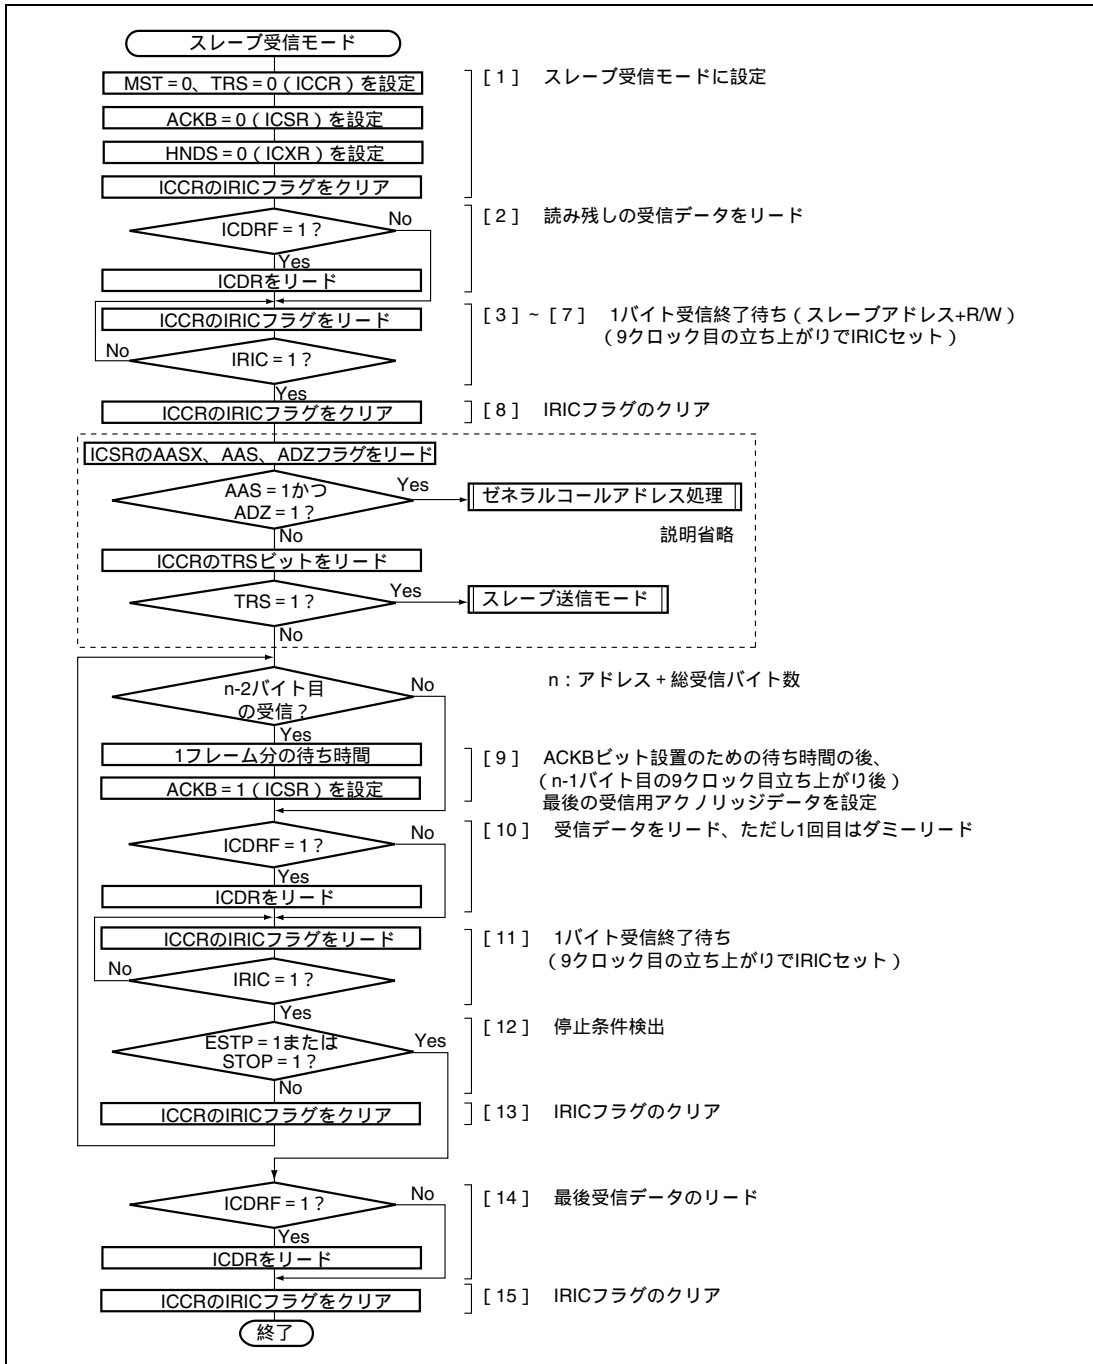 スレーブ受信モード
MST = 0、TRS = 0 ( ICCR ) を設定
[ 1 ] スレーブ受信モードに設定
ACKB = 0 ( ICSR ) を設定
HNDS = 0 ( ICXR ) を設定
ICCRのIRICフラグをクリア
ICDRF = 1 ?
No
[ 2 ] 読み残しの受信データをリード
Yes
ICDRをリード
ICCRのIRICフラグをリード
[ 3 ] ~ [ 7 ] 1バイト受信終了待ち ( スレーブアドレス+R/W )
( 9クロック目の立ち上がりでIRICセット )
No
IRIC = 1 ?
Yes
ICCRのIRICフラグをクリア
[ 8 ] IRICフラグのクリア
ICSRのAASX、AAS、ADZフラグをリード
AAS = 1かつ
ADZ = 1 ?
Yes
ゼネラルコールアドレス処理
No
説明省略
ICCRのTRSビットをリード
TRS = 1 ?
Yes
スレーブ送信モード
No
n-2バイト目
の受信 ?
No
n : アドレス + 総受信バイト数
Yes
1フレーム分の待ち時間
[ 9 ] ACKBビット設置のための待ち時間の後、
( n-1バイト目の9クロック目立ち上がり後 )
最後の受信用アクノリッジデータを設定
ACKB = 1 ( ICSR ) を設定
ICDRF = 1 ?
No
[ 10 ] 受信データをリード、ただし1回目はダミーリード
Yes
ICDRをリード
ICCRのIRICフラグをリード
[ 11 ] 1バイト受信終了待ち
( 9クロック目の立ち上がりでIRICセット )
No
IRIC = 1 ?
Yes
ESTP = 1または
STOP = 1 ?
Yes
[ 12 ] 停止条件検出
No
ICCRのIRICフラグをクリア
[ 13 ] IRICフラグのクリア
ICDRF = 1 ?
No
[ 14 ] 最後受信データのリード
Yes
ICDRをリード
ICCRのIRICフラグをクリア
[ 15 ] IRICフラグのクリア
終了